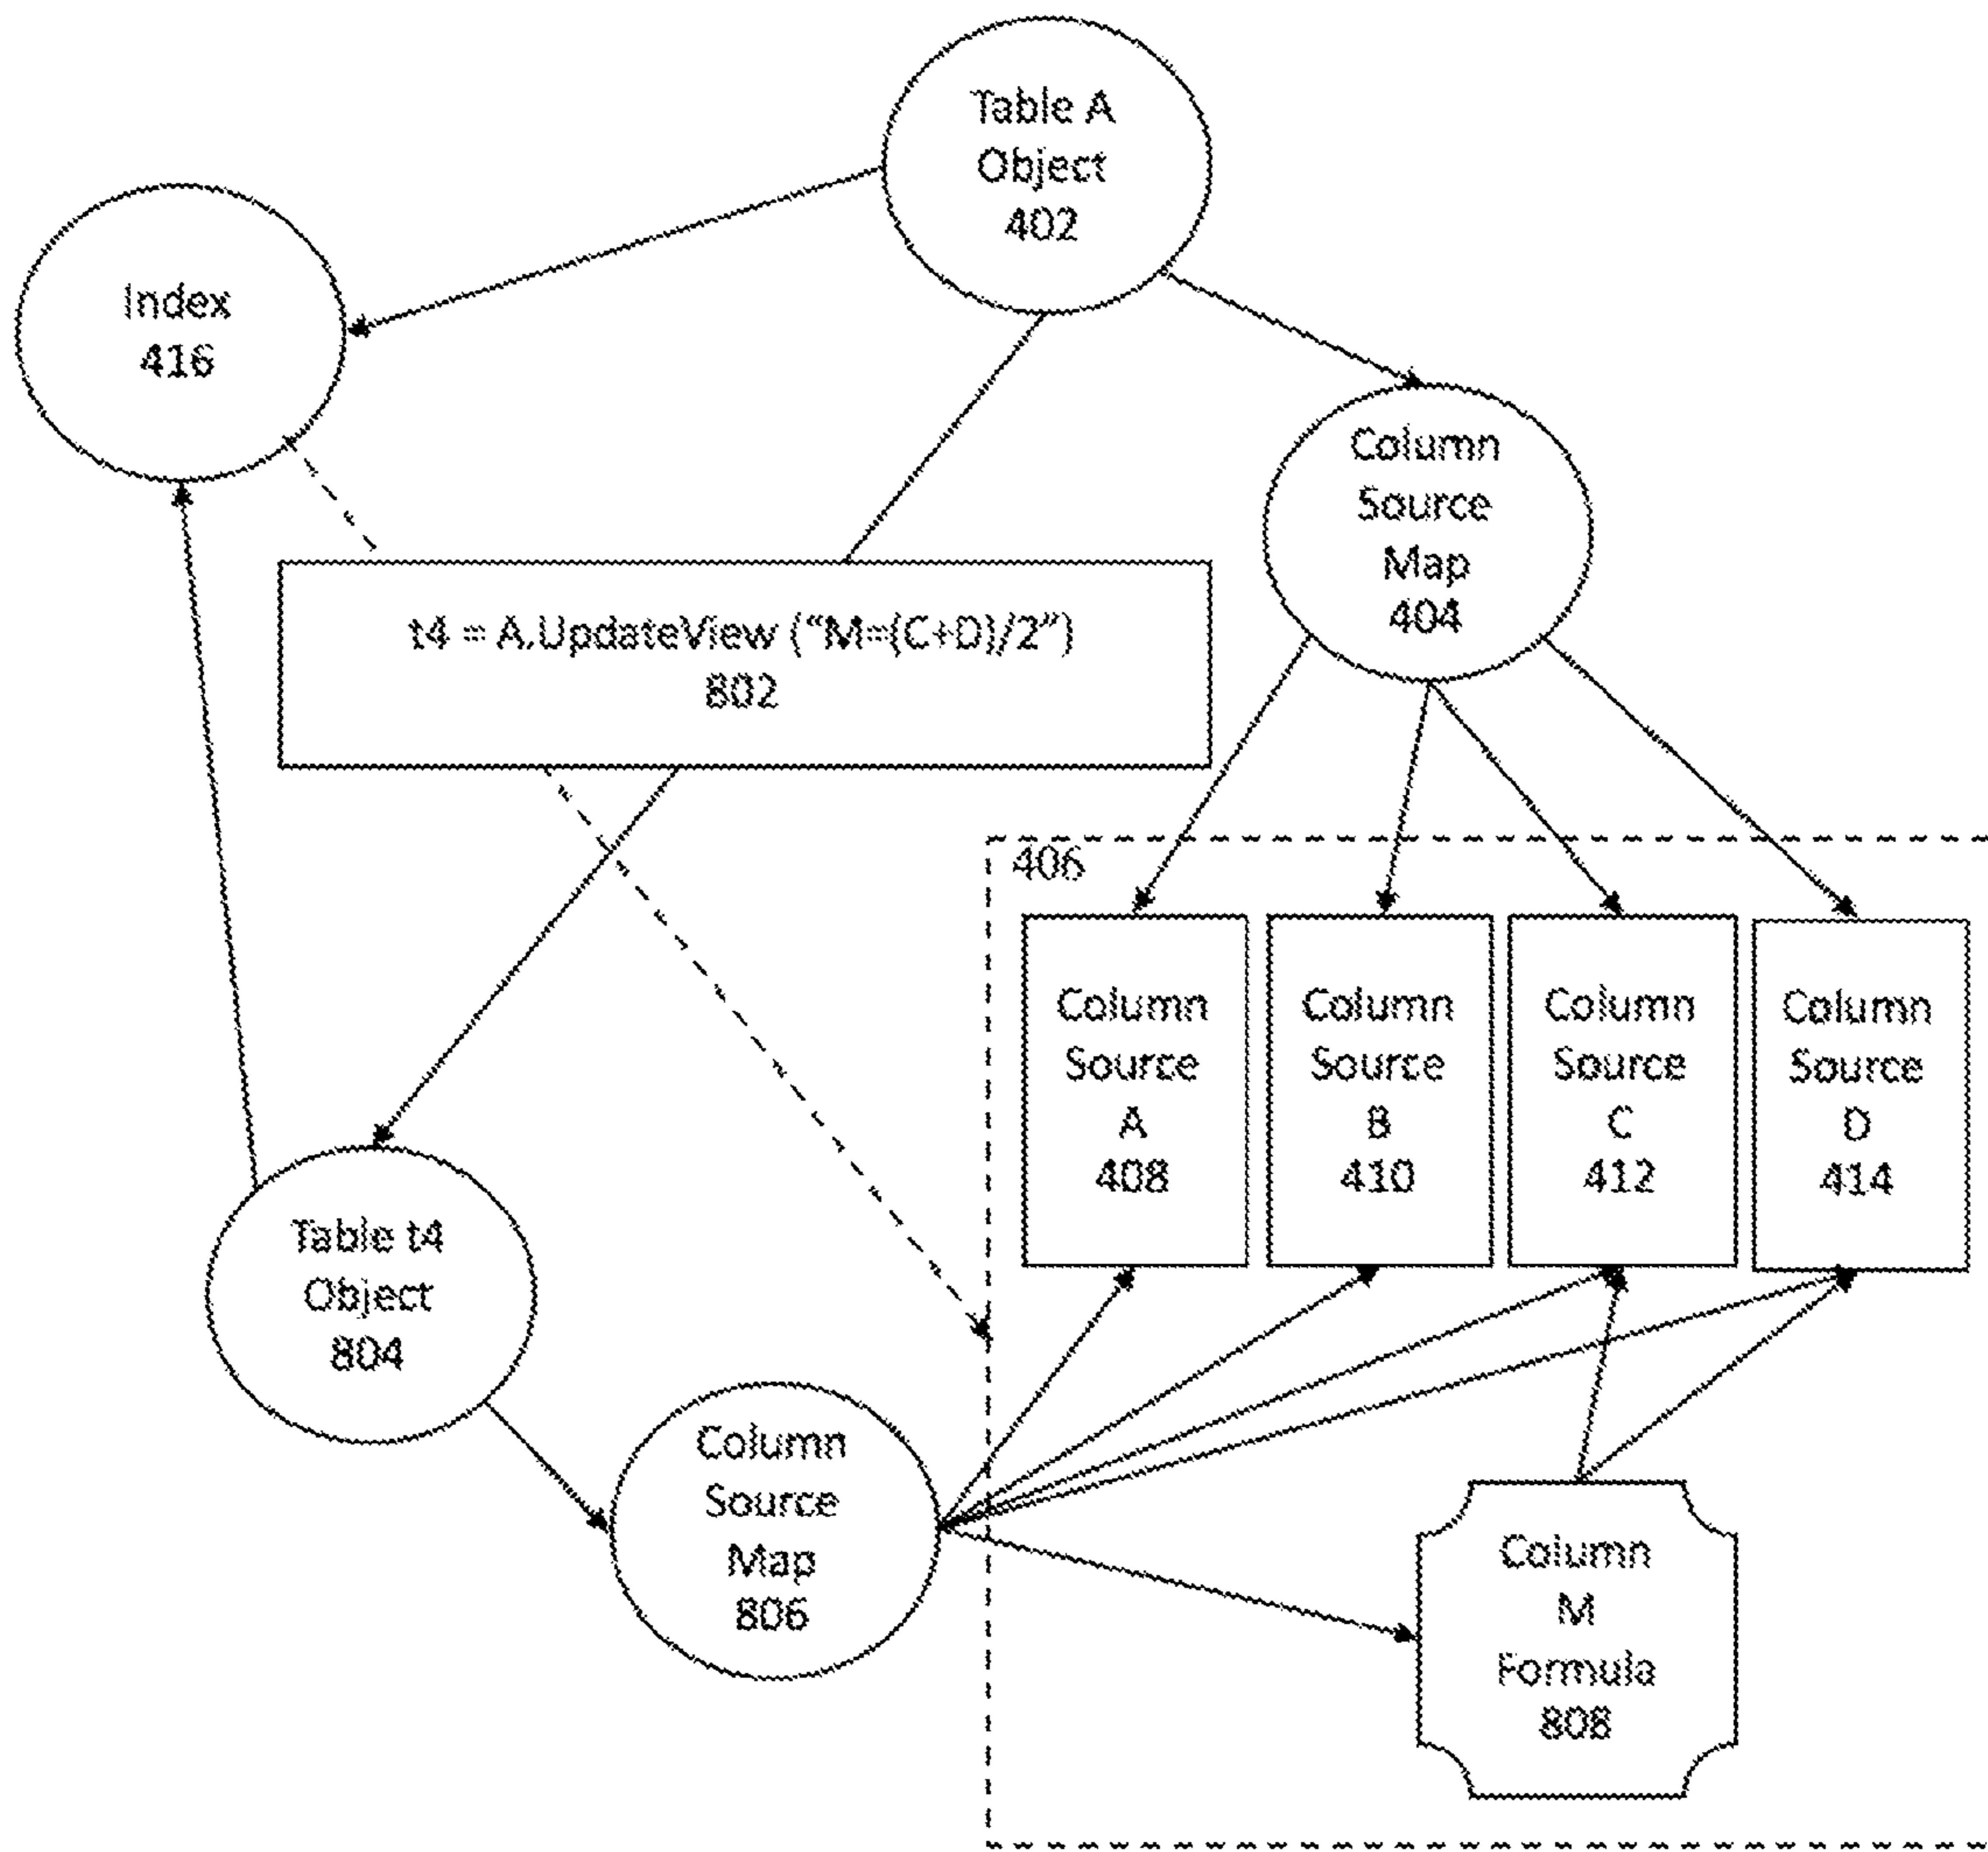 Table A
Object
402
Index
416
Column
Source
Map
404
t4 = A.UpdateView (“M=(C+D)/2”)
802
406
Column
Source
A
408
Column
Source
B
410
Column
Source
C
412
Column
Source
D
414
Table t4
Object
804
Column
Source
Map
806
Column
M
Formula
808